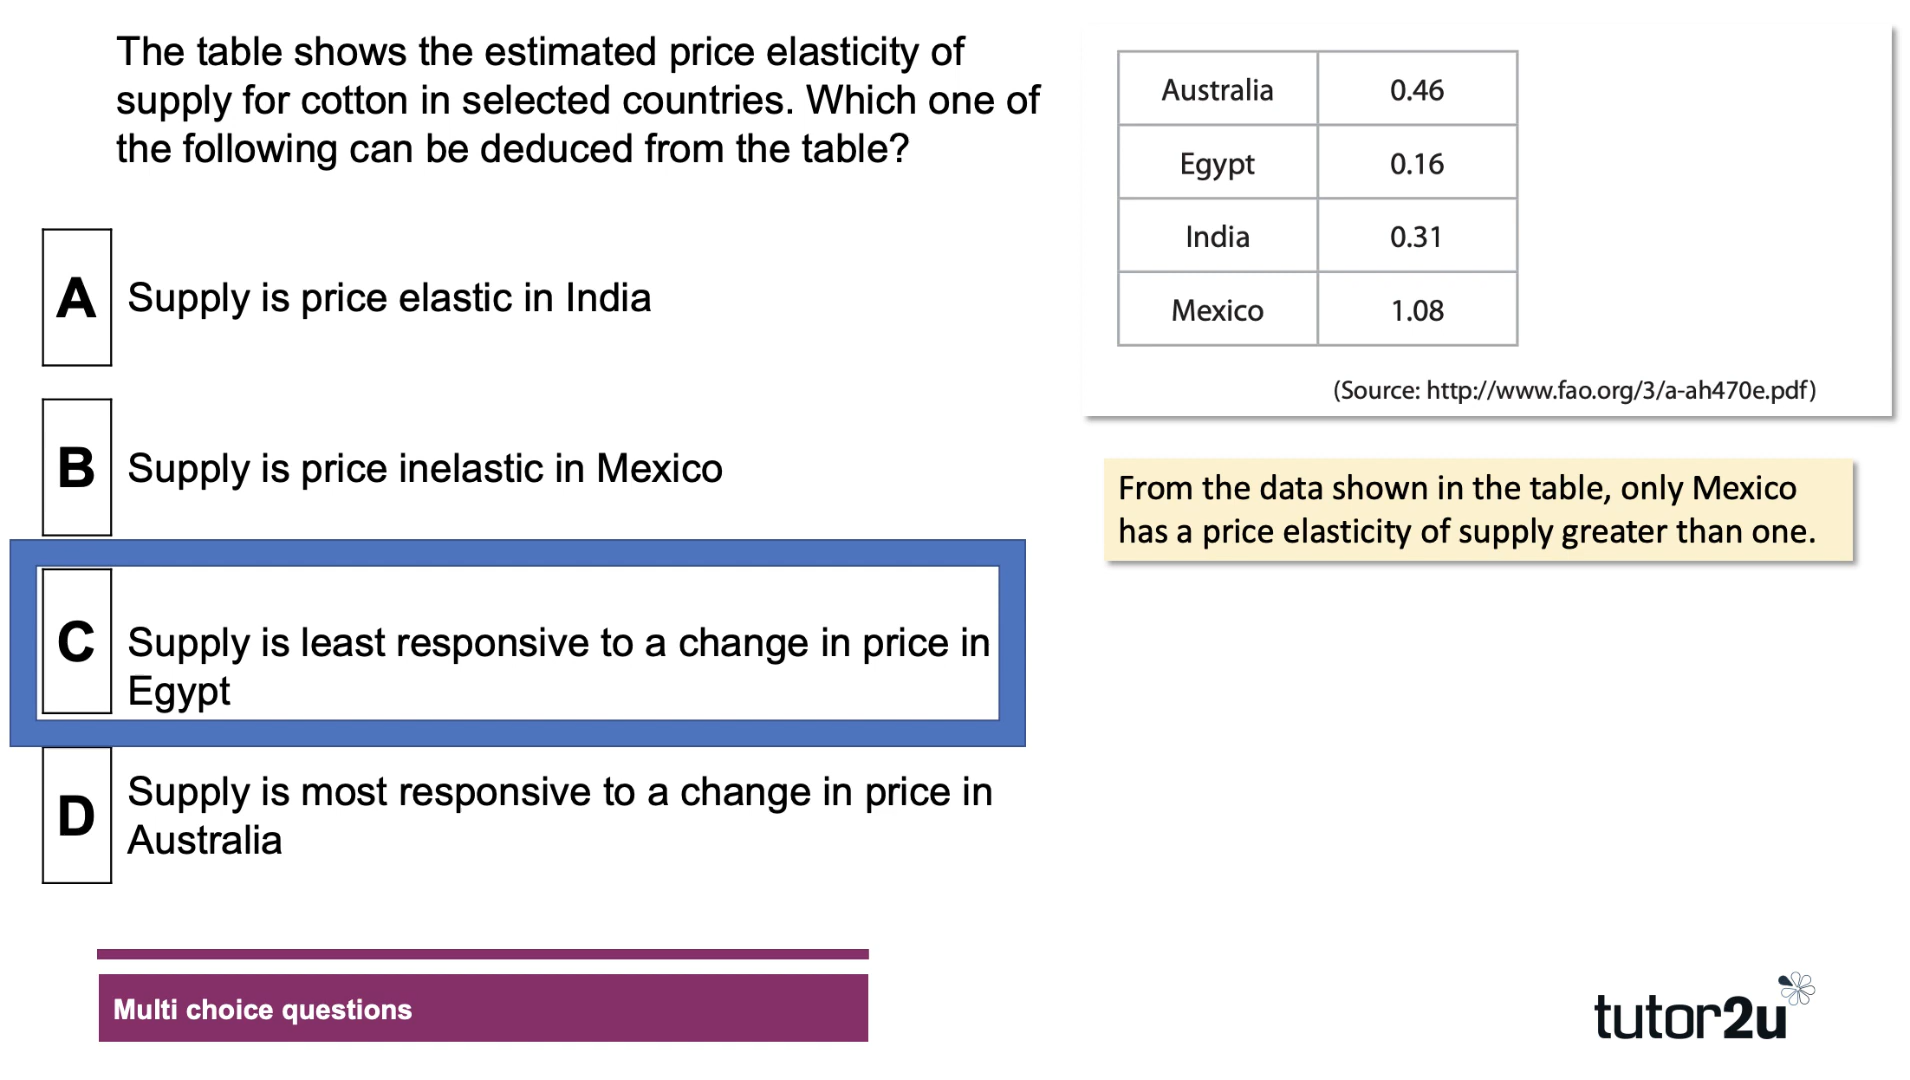 The table shows the estimated price elasticity of
supply for cotton in selected countries. Which one of
the following can be deduced from the table?
A Supply is price elastic in India
B Supply is price inelastic in Mexico
C Supply is least responsive to a change in price in
Egypt
D Supply is most responsive to a change in price in
Australia
Australia 0.46
Egypt 0.16
India 0.31
Mexico 1.08
(Source: http://www.fao.org/3/a-ah470e.pdf)
From the data shown in the table, only Mexico
has a price elasticity of supply greater than one.
Multi choice questions
tutor2u